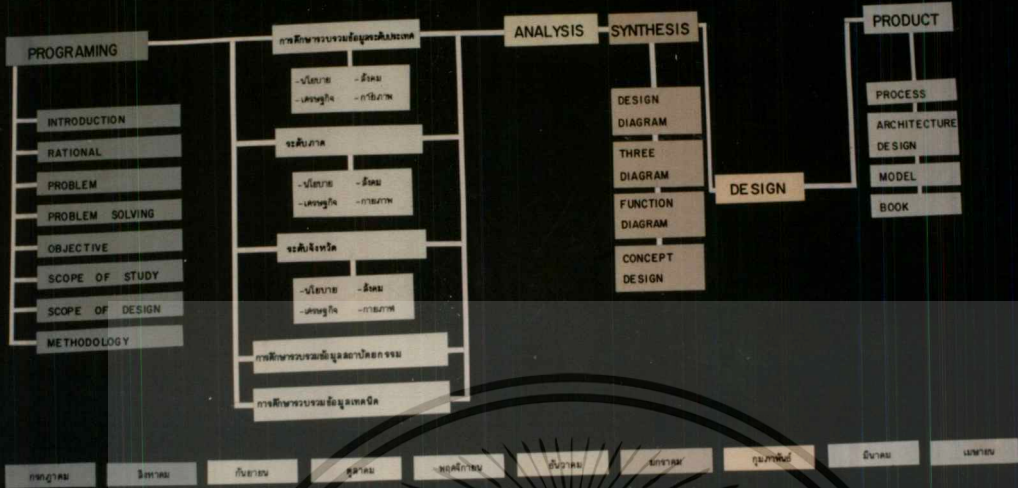 PROGRAMING
INTRODUCTION
RATIONAL
PROBLEM
PROBLEM SOLVING
OBJECTIVE
SCOPE OF STUDY
SCOPE OF DESIGN
METHODOLOGY
การศึกษารวบรวมข้อมูลระดับประเทศ
-นโยบาย -สังคม
-เศรษฐกิจ -กายภาพ
ระดับภาค
-นโยบาย -สังคม
-เศรษฐกิจ -กายภาพ
ระดับจังหวัด
-นโยบาย -สังคม
-เศรษฐกิจ -กายภาพ
การศึกษารวบรวมข้อมูลสถาปัตยกรรม
การศึกษารวบรวมข้อมูลเทคนิค
ANALYSIS
SYNTHESIS
DESIGN
DIAGRAM
THREE
DIAGRAM
FUNCTION
DIAGRAM
CONCEPT
DESIGN
DESIGN
PRODUCT
PROCESS
ARCHITECTURE
DESIGN
MODEL
BOOK
กรกฎาคม สิงหาคม กันยายน ตุลาคม พฤศจิกายน ธันวาคม มกราคม กุมภาพันธ์ มีนาคม เมษายน